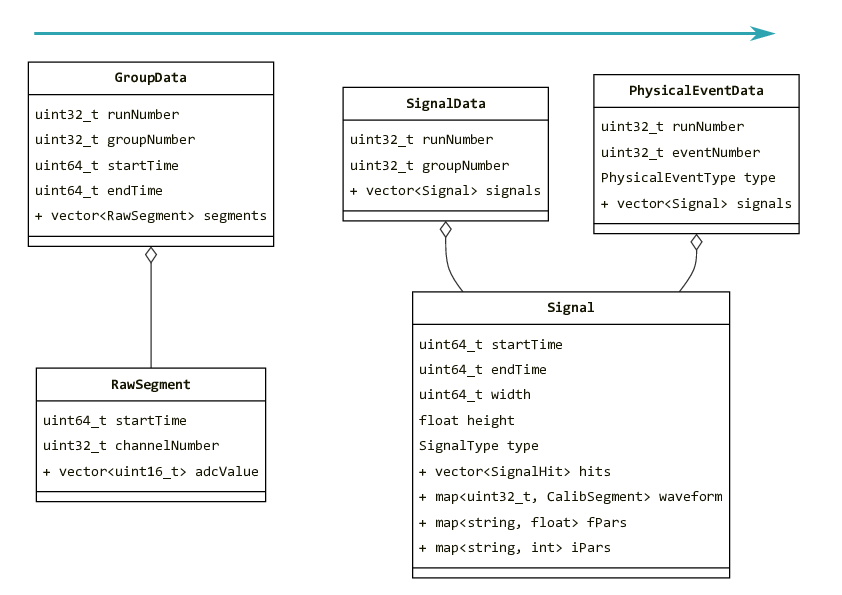 GroupData
uint32_t runNumber
uint32_t groupNumber
uint64_t startTime
uint64_t endTime
+ vector<RawSegment> segments
SignalData
uint32_t runNumber
uint32_t groupNumber
+ vector<Signal> signals
PhysicalEventData
uint32_t runNumber
uint32_t eventNumber
PhysicalEventType type
+ vector<Signal> signals
RawSegment
uint64_t startTime
uint32_t channelNumber
+ vector<uint16_t> adcValue
Signal
uint64_t startTime
uint64_t endTime
uint64_t width
float height
SignalType type
+ vector<SignalHit> hits
+ map<uint32_t, CalibSegment> waveform
+ map<string, float> fPars
+ map<string, int> iPars